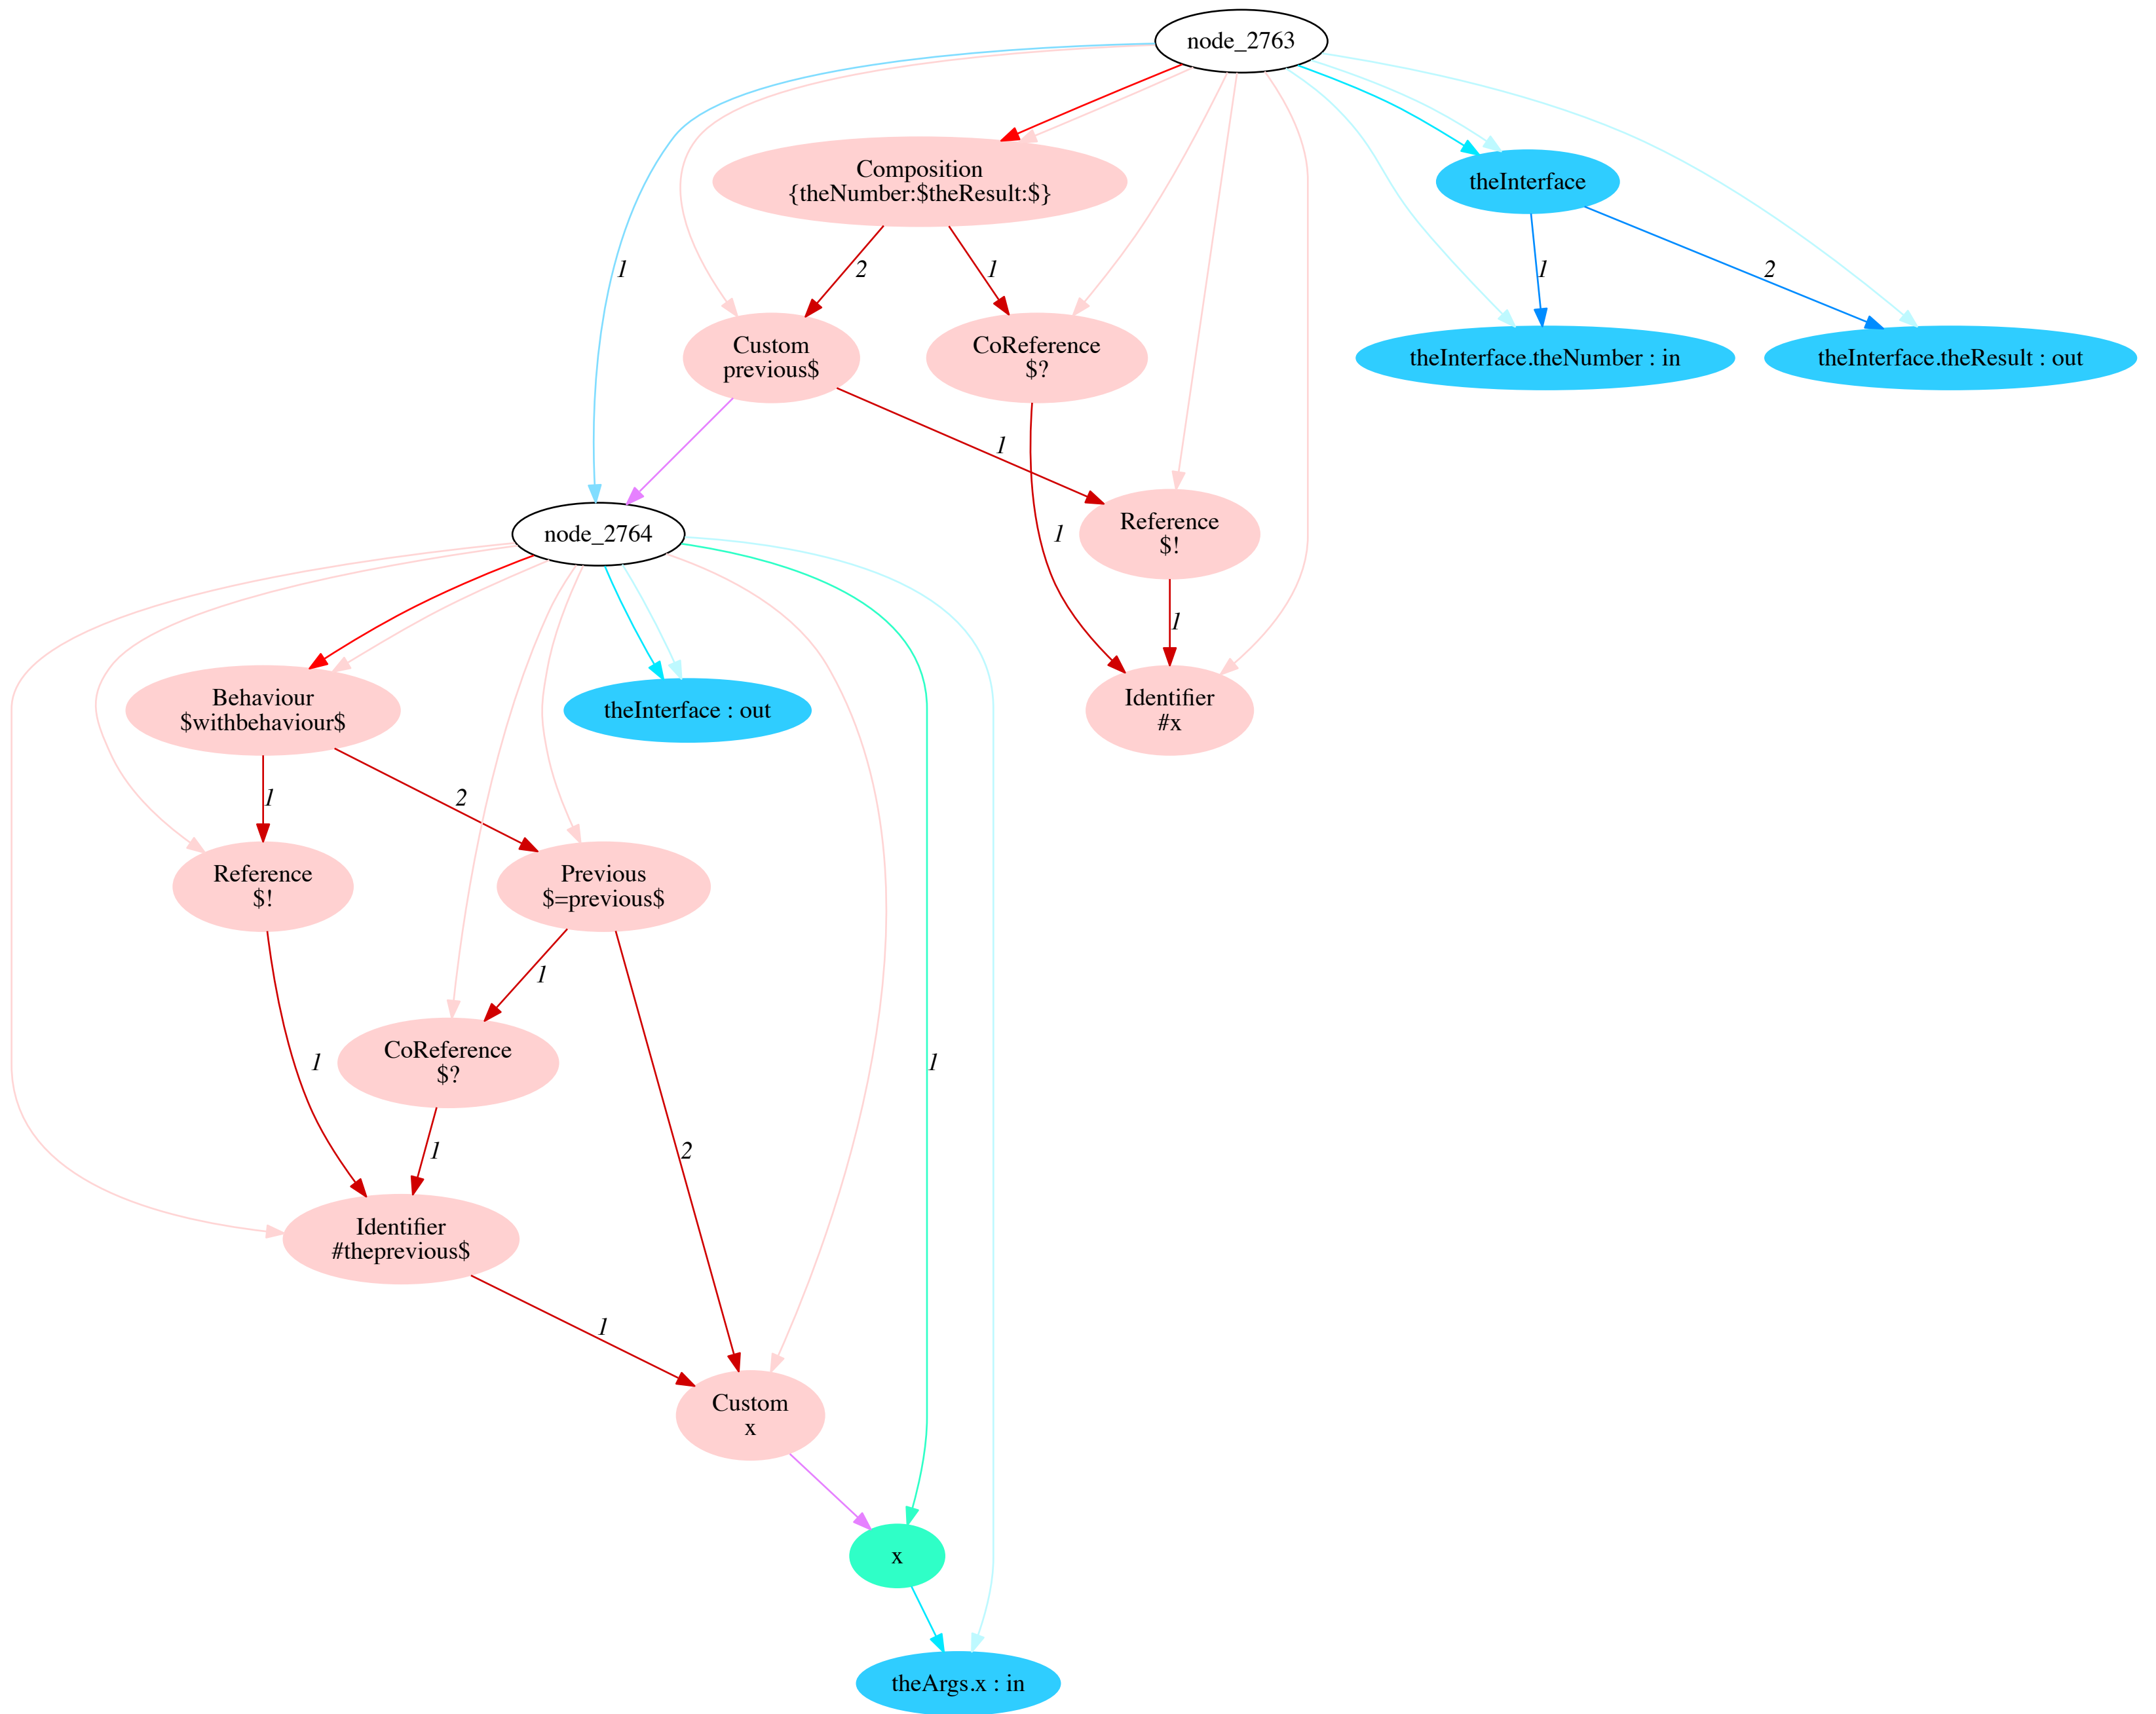 node_2763
Composition
{theNumber:$theResult:$}
theInterface
1
2
1
1
2
Custom
previous$
CoReference
$?
theInterface.theNumber : in
theInterface.theResult : out
1
node_2764
1
Reference
$!
1
Behaviour
$withbehaviour$
theInterface : out
Identifier
#x
1
2
Reference
$!
Previous
$=previous$
1
1
CoReference
$?
1
1
2
Identifier
#theprevious$
1
Custom
x
x
theArgs.x : in